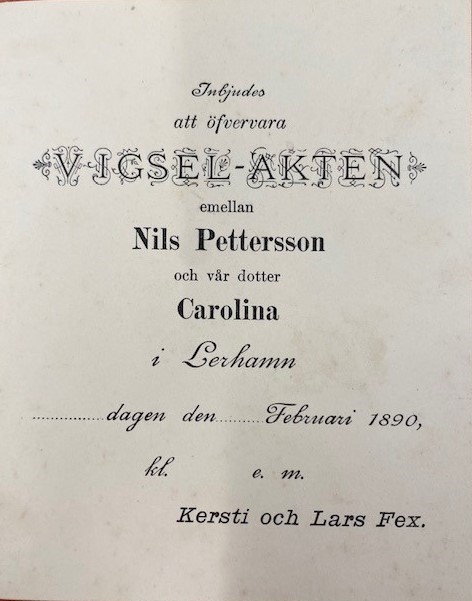 Inbjudes
att öfvervara
VIGSEL-AKTEN
emellan
Nils Pettersson
och vår dotter
Carolina
i Lerhamn
................dagen den..........Februari 1890,
kl. e. m.
Kersti och Lars Fex.